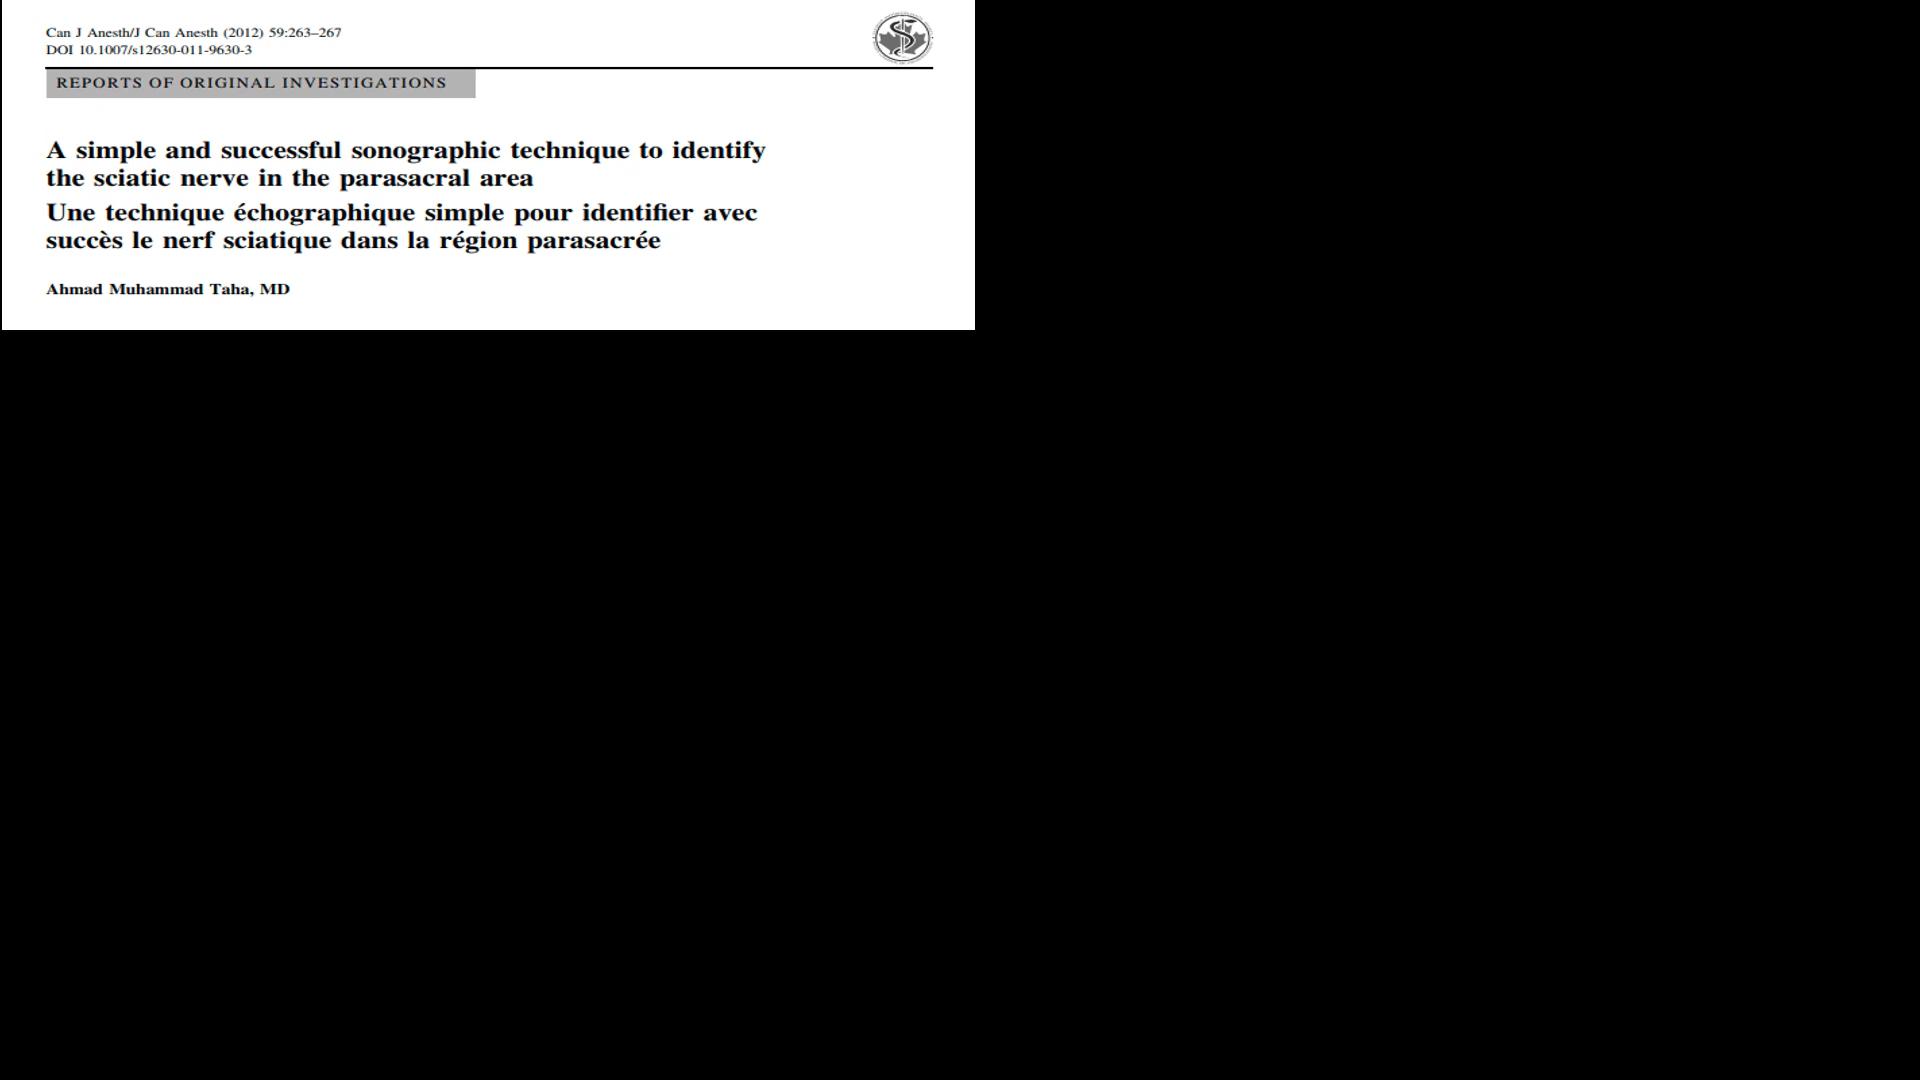 Can J Anesth/J Can Anesth (2012) 59:263–267
DOI 10.1007/s12630-011-9630-3
REPORTS OF ORIGINAL INVESTIGATIONS
A simple and successful sonographic technique to identify
the sciatic nerve in the parasacral area
Une technique échographique simple pour identifier avec
succès le nerf sciatique dans la région parasacrée
Ahmad Muhammad Taha, MD